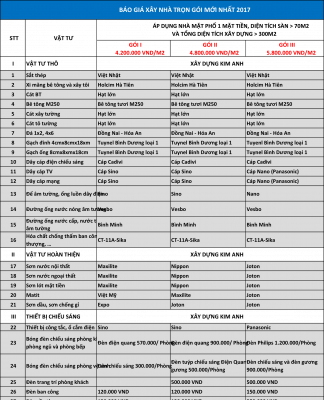 BÁO GIÁ XÂY NHÀ TRỌN GÓI MỚI NHẤT 2017
STT
VẬT TƯ
ÁP DỤNG NHÀ MẶT PHỐ 1 MẶT TIỀN, DIỆN TÍCH SÀN > 70M2
VÀ TỔNG DIỆN TÍCH XÂY DỰNG > 300M2
GÓI I GÓI II GÓI III
4.200.000 VND/M2 4.800.000 VND/M2 5.800.000 VND/M2
I VẬT TƯ THÔ XÂY DỰNG KIM ANH
1 Sắt thép Việt Nhật Việt Nhật Việt Nhật
2 Xi măng bê tông và xây tôi Holcim Hà Tiên Holcim Hà Tiên Holcim Hà Tiên
3 Cát BT Hạt lớn Hạt lớn Hạt lớn
4 Bê tông M250 Bê tông tươi M250 Bê tông tươi M250 Bê tông tươi M250
5 Cát xây tường Hạt lớn Hạt lớn Hạt lớn
6 Cát tô tường Hạt lớn Hạt lớn Hạt lớn
7 Đá 1x2, 4x6 Đồng Nai - Hóa An Đồng Nai - Hóa An Đồng Nai - Hóa An
8 Gạch đinh 4cmx8cmx18cm Tuynel Bình Dương loại 1 Tuynel Bình Dương loại 1 Tuynel Bình Dương loại 1
9 Gạch ống 8cmx8cmx18cm Tuynel Bình Dương loại 1 Tuynel Bình Dương loại 1 Tuynel Bình Dương loại 1
10 Dây cáp điện chiếu sáng Cáp Cadivi Cáp Cadivi Cáp Cadivi
11 Dây cáp TV Cáp Sino Cáp Sino Cáp Nano (Panasonic)
12 Dây cáp mạng Cáp Sino Cáp Sino Cáp Nano (Panasonic)
13 Đế âm tường, ống luồn dây điện Sino Sino Nano
14 Đường ống nước nóng âm tường Vesbo Vesbo Vesbo
15 Đường ống nước cấp, nước t Bình Minh Bình Minh Bình Minh
âm tường
16 Hóa chất chống thấm ban côn CT-11A-Sika CT-11A-Sika CT-11A-Sika
thượng, ...
II VẬT TƯ HOÀN THIỆN XÂY DỰNG KIM ANH
17 Sơn nước nội thất Maxilite Nippon Joton
18 Sơn nước ngoại thất Maxilite Nippon Joton
19 Sơn lót mặt tiền Maxilite Nippon Joton
20 Matit Việt Mỹ Maxilite Joton
21 Sơn dầu, sơn chống gỉ Expo Joton Joton
III THIẾT BỊ CHIẾU SÁNG XÂY DỰNG KIM ANH
22 Thiết bị công tắc, ổ cắm điện Sino Sino Panasonic
23 Bóng đèn chiếu sáng phòng k Đèn điện quang 570.000/ Phòng Đèn điện quang 900.000/ Phòng Đèn Philips 1.200.000/Phòng
phòng ngủ và phòng bếp
24 Bóng đèn chiếu sáng phòng v Đèn chiếu sáng 300.000/Phòng Đèn tuýp chiếu sáng Điện Quang Đèn chiếu sáng và đèn gương
500.000/Phòng 900.000/Phòng
25 Đèn trang trí phòng khách 500.000 VND 500.000 VND
26 Đèn ban công 120.000 VND 120.000 VND 150.000 VND